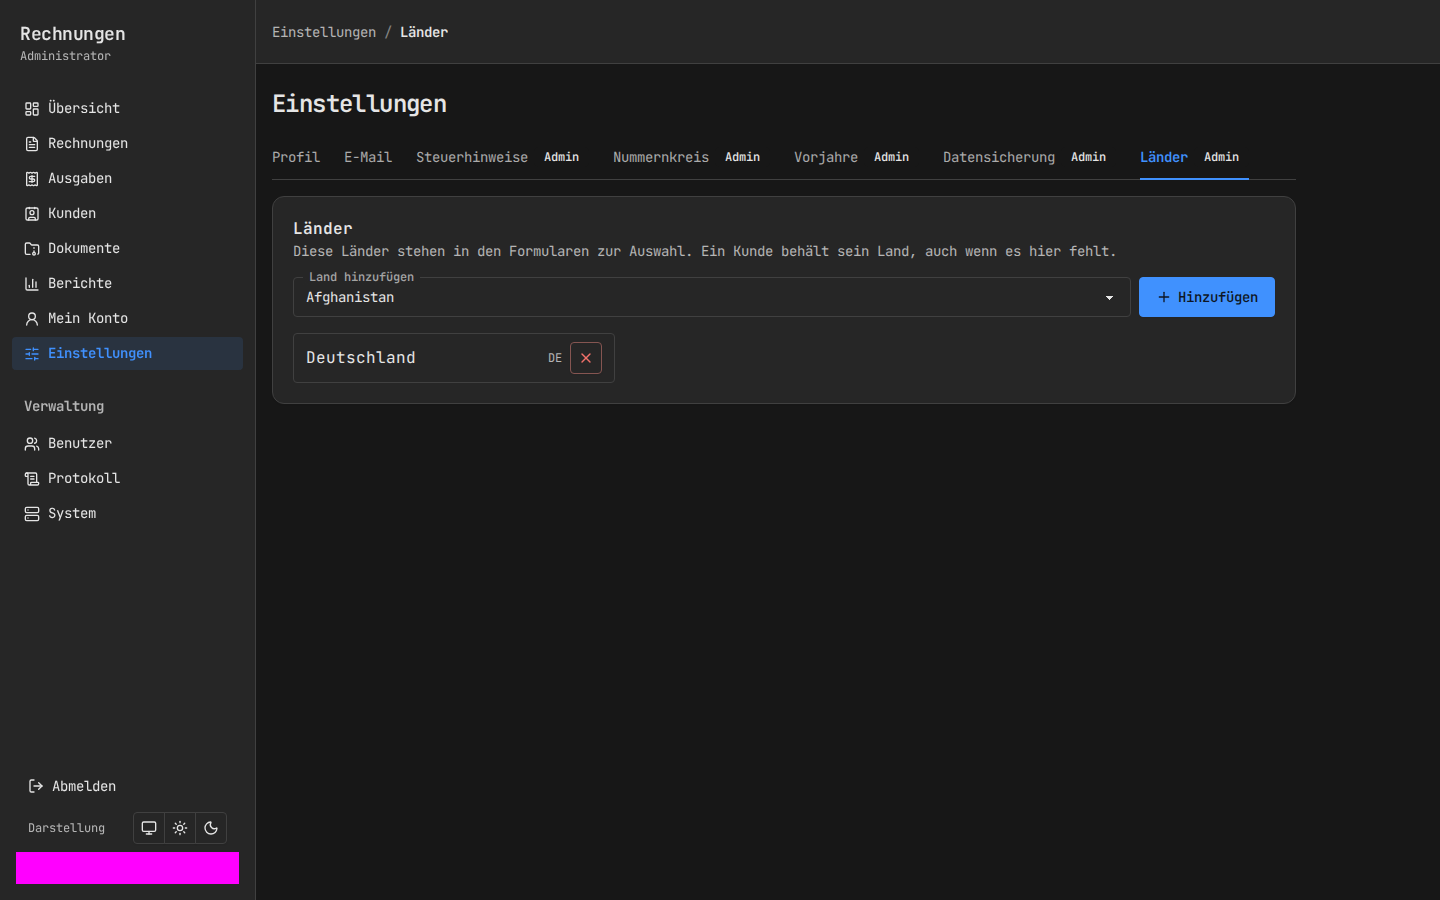 Rechnungen
Administrator
Übersicht
Rechnungen
Ausgaben
Kunden
Dokumente
Berichte
Mein Konto
Einstellungen
Verwaltung
Benutzer
Protokoll
System
Abmelden
Darstellung
Einstellungen / Länder
Einstellungen
Profil E-Mail Steuerhinweise Admin Nummernkreis Admin Vorjahre Admin Datensicherung Admin Länder Admin
Länder
Diese Länder stehen in den Formularen zur Auswahl. Ein Kunde behält sein Land, auch wenn es hier fehlt.
Land hinzufügen
Afghanistan
Hinzufügen
Deutschland DE